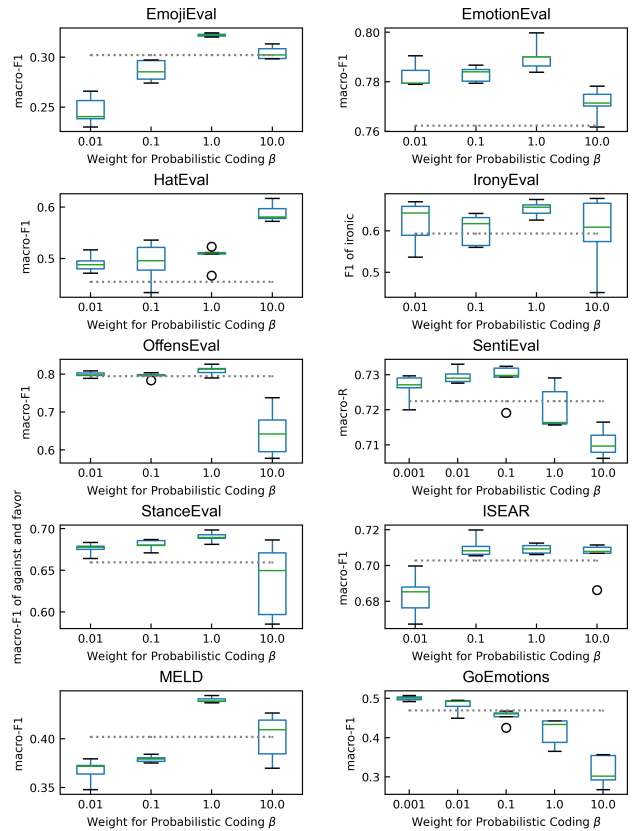 EmojiEval
macro-F1
0.30
0.25
0.01 0.1 1.0 10.0
Weight for Probabilistic Coding β
EmotionEval
macro-F1
0.80
0.78
0.76
0.01 0.1 1.0 10.0
Weight for Probabilistic Coding β
HatEval
macro-F1
0.6
0.5
0.01 0.1 1.0 10.0
Weight for Probabilistic Coding β
IronyEval
F1 of ironic
0.6
0.5
0.01 0.1 1.0 10.0
Weight for Probabilistic Coding β
OffensEval
macro-F1
0.8
0.7
0.6
0.01 0.1 1.0 10.0
Weight for Probabilistic Coding β
SentiEval
macro-R
0.73
0.72
0.71
0.001 0.01 0.1 1.0 10.0
Weight for Probabilistic Coding β
StanceEval
macro-F1 of against and favor
0.70
0.65
0.60
0.01 0.1 1.0 10.0
Weight for Probabilistic Coding β
ISEAR
macro-F1
0.72
0.70
0.68
0.01 0.1 1.0 10.0
Weight for Probabilistic Coding β
MELD
macro-F1
0.40
0.35
0.01 0.1 1.0 10.0
Weight for Probabilistic Coding β
GoEmotions
macro-F1
0.5
0.4
0.3
0.001 0.01 0.1 1.0 10.0
Weight for Probabilistic Coding β